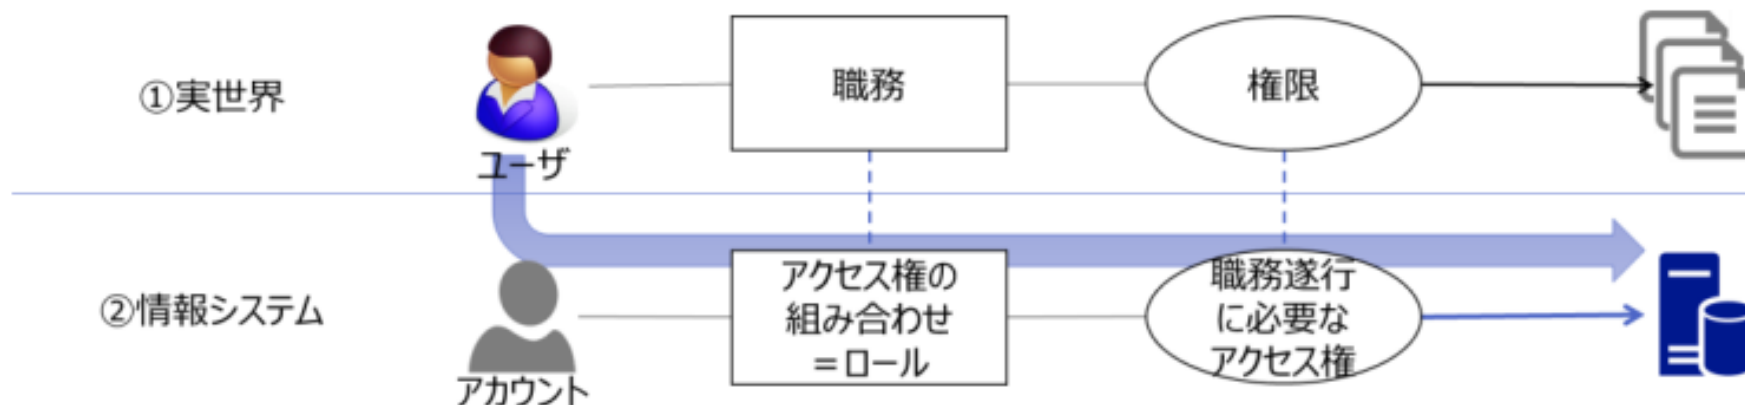 ①実世界
職務
権限
ユーザ
②情報システム
アクセス権の
組み合わせ
＝ロール
職務遂行
に必要な
アクセス権
アカウント